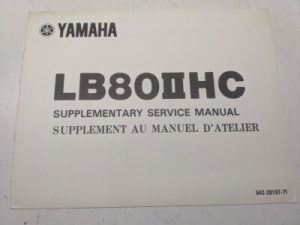 YAMAHA
LB80IIHC
SUPPLEMENTARY SERVICE MANUAL
SUPPLEMENT AU MANUEL D'ATELIER
542-28197-71